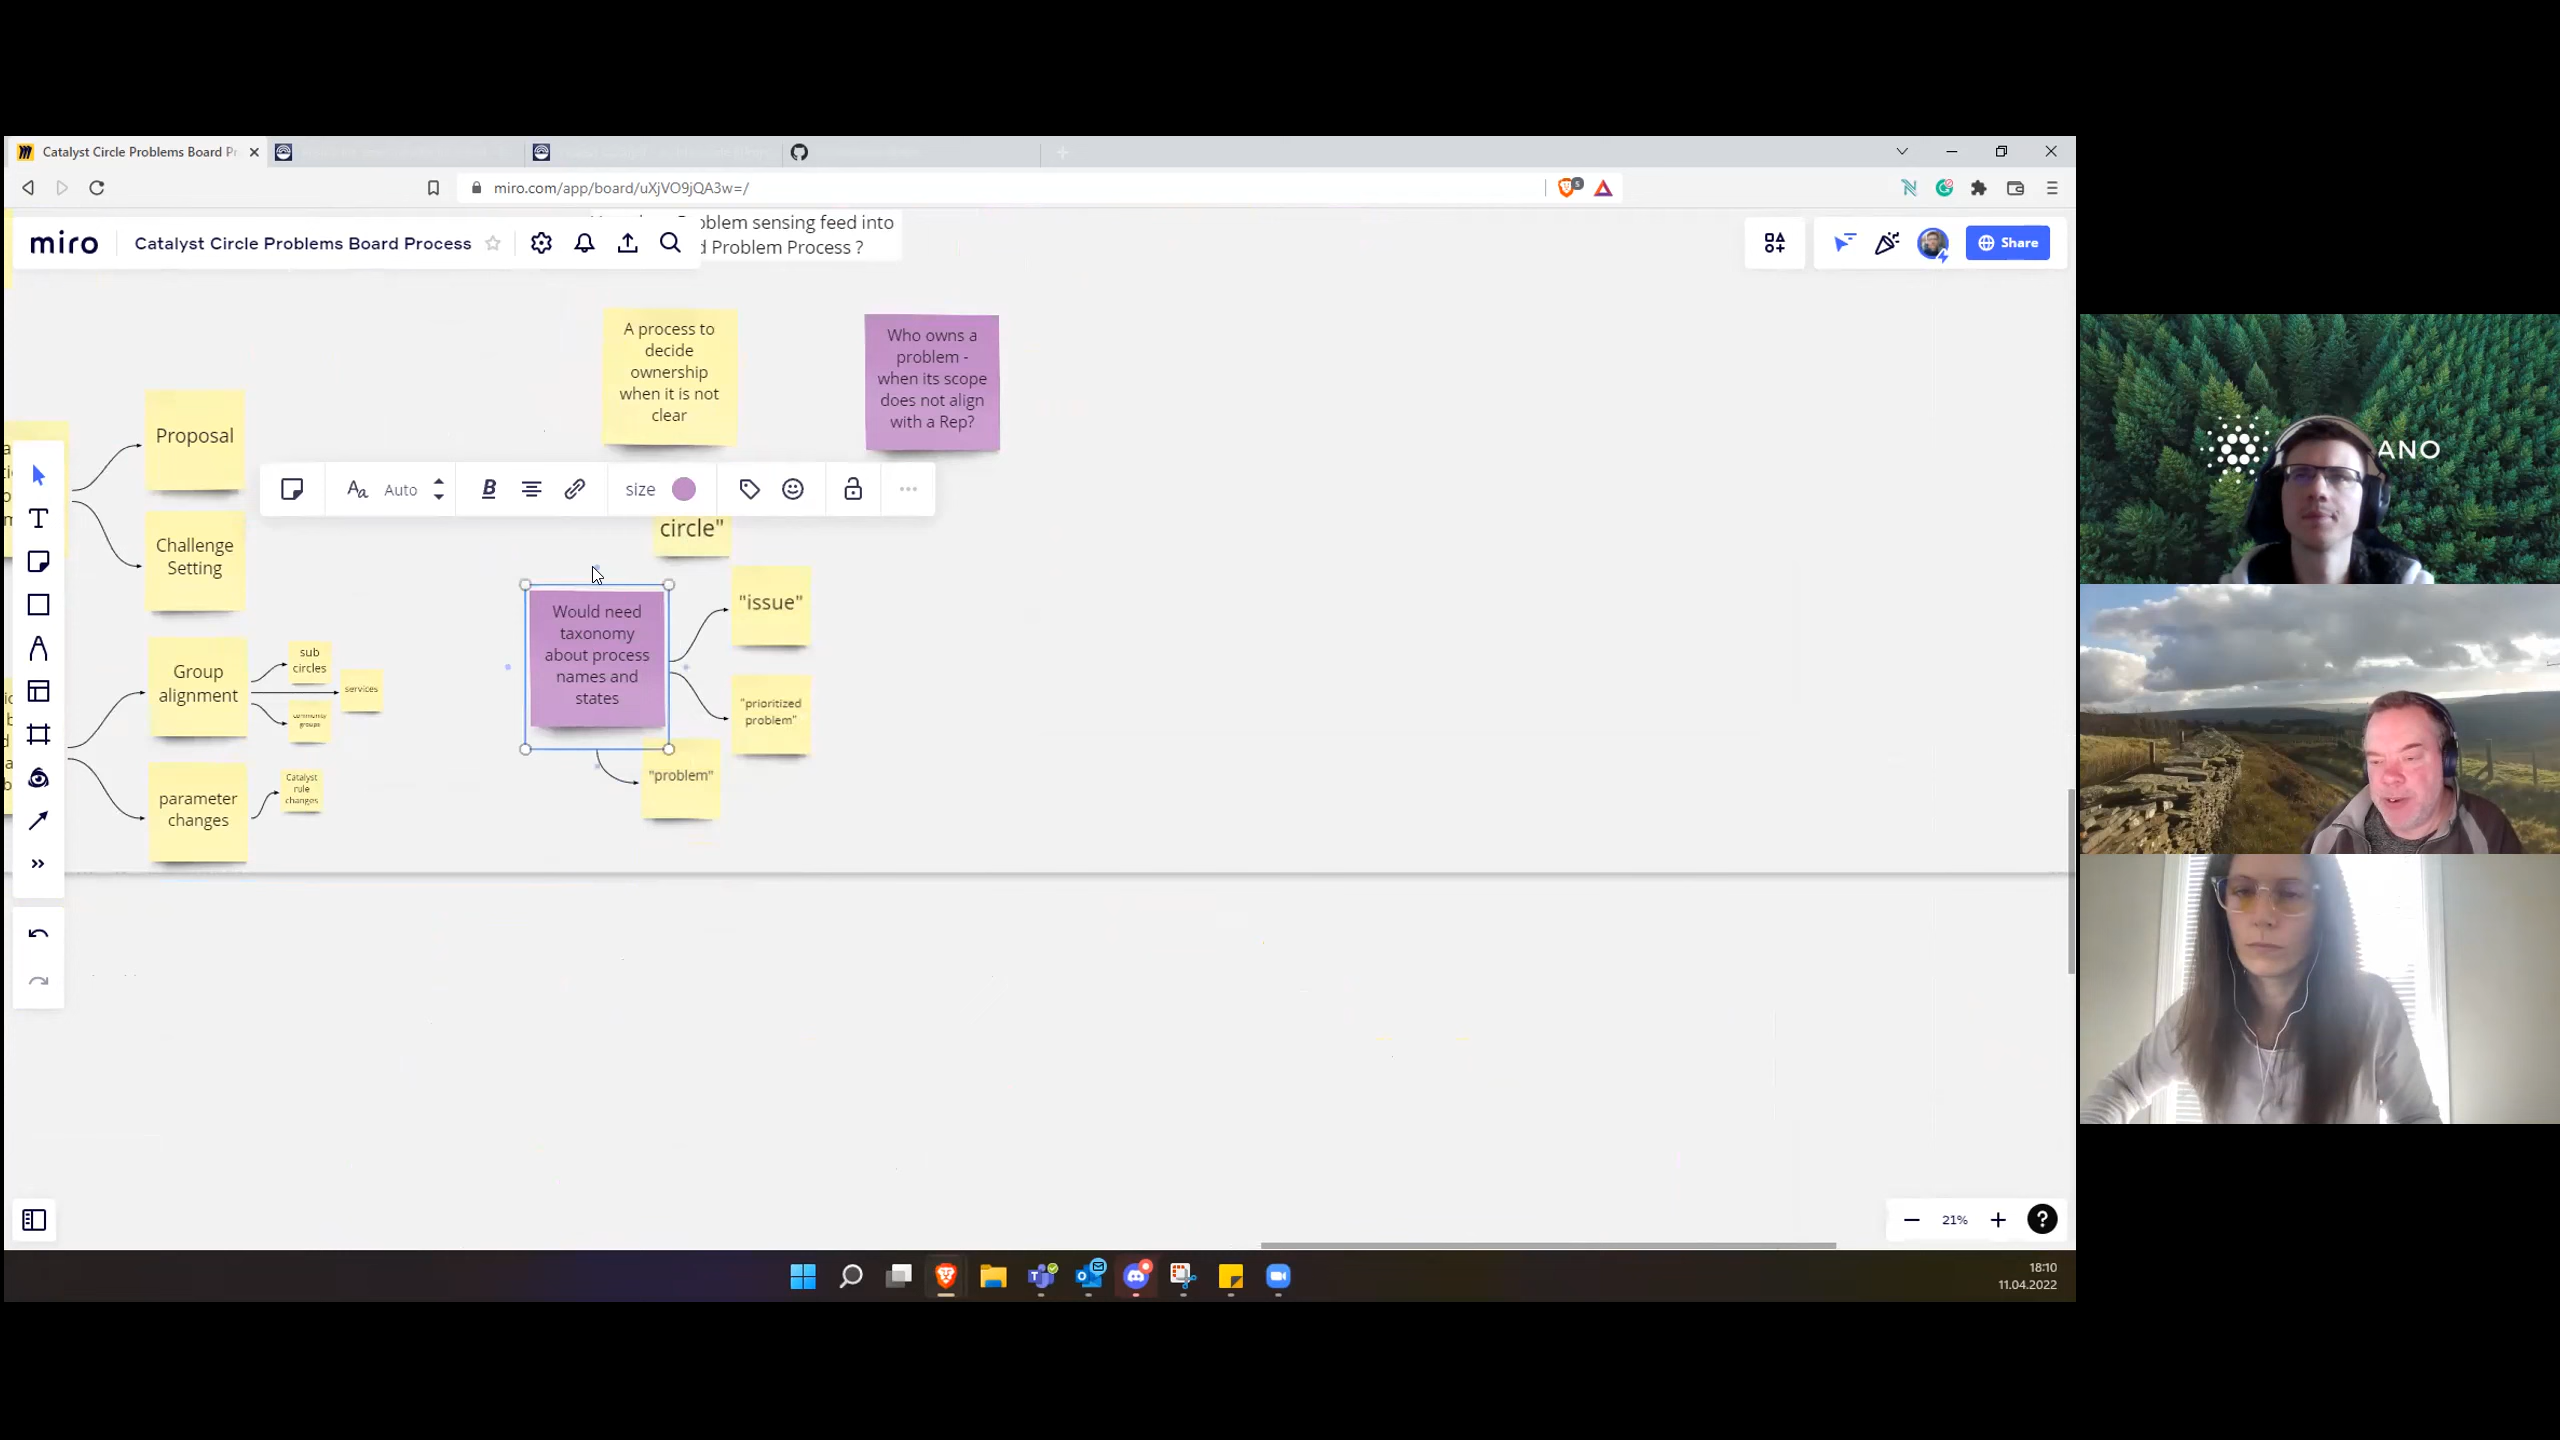 Catalyst Circle Problems Board Pr
miro.com/app/board/uXjVO9jQA3w=/
5
miro
Catalyst Circle Problems Board Process
oblem sensing feed into
d Problem Process ?
Share
A process to
decide
ownership
when it is not
clear
Who owns a
problem -
when its scope
does not align
with a Rep?
Proposal
Challenge
Setting
Auto
size
circle"
"issue"
Would need
taxonomy
about process
names and
states
"prioritized
problem"
"problem"
Group
alignment
sub
circles
services
community
groups
parameter
changes
Catalyst
rule
changes
ANO
21%
18:10
11.04.2022